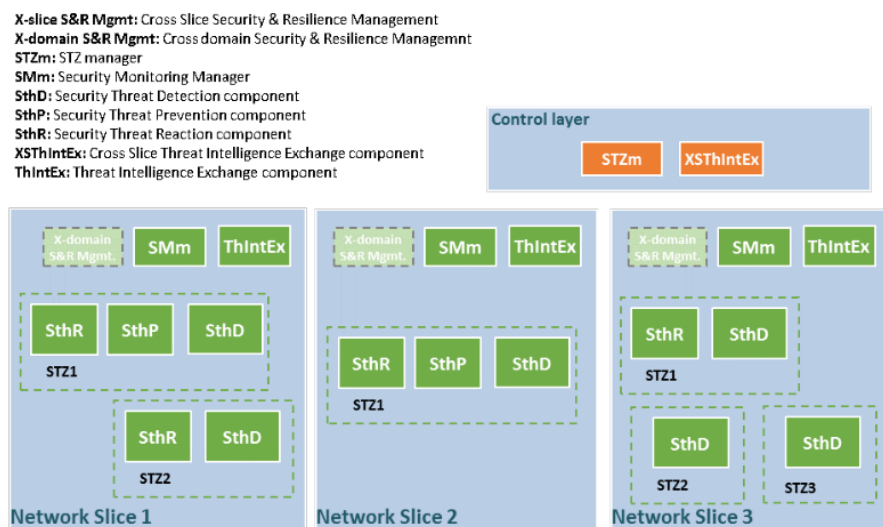 X-slice S&R Mgmt: Cross Slice Security & Resilience Management
X-domain S&R Mgmt: Cross domain Security & Resilience Managemnt
STZm: STZ manager
SMm: Security Monitoring Manager
SthD: Security Threat Detection component
SthP: Security Threat Prevention component
SthR: Security Threat Reaction component
XSThIntEx: Cross Slice Threat Intelligence Exchange component
ThIntEx: Threat Intelligence Exchange component
Control layer
STZm
XSThIntEx
X-domain
S&R Mgmt.
SMm
ThIntEx
SthR
SthP
SthD
STZ1
SthR
SthD
STZ2
Network Slice 1
X-domain
S&R Mgmt.
SMm
ThIntEx
SthR
SthP
SthD
STZ1
Network Slice 2
X-domain
S&R Mgmt.
SMm
ThIntEx
SthR
SthD
STZ1
SthD
STZ2
SthD
STZ3
Network Slice 3